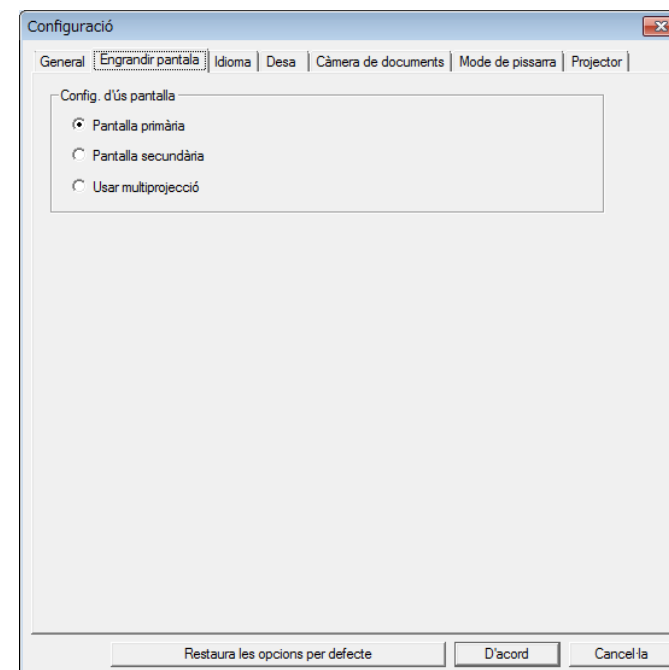 Configuració
General Engrandir pantala Idioma Desa Càmera de documents Mode de pissarra Projector
Config. d'ús pantalla
Pantalla primària
Pantalla secundària
Usar multiprojecció
Restaura les opcions per defecte D'acord Cancel·la